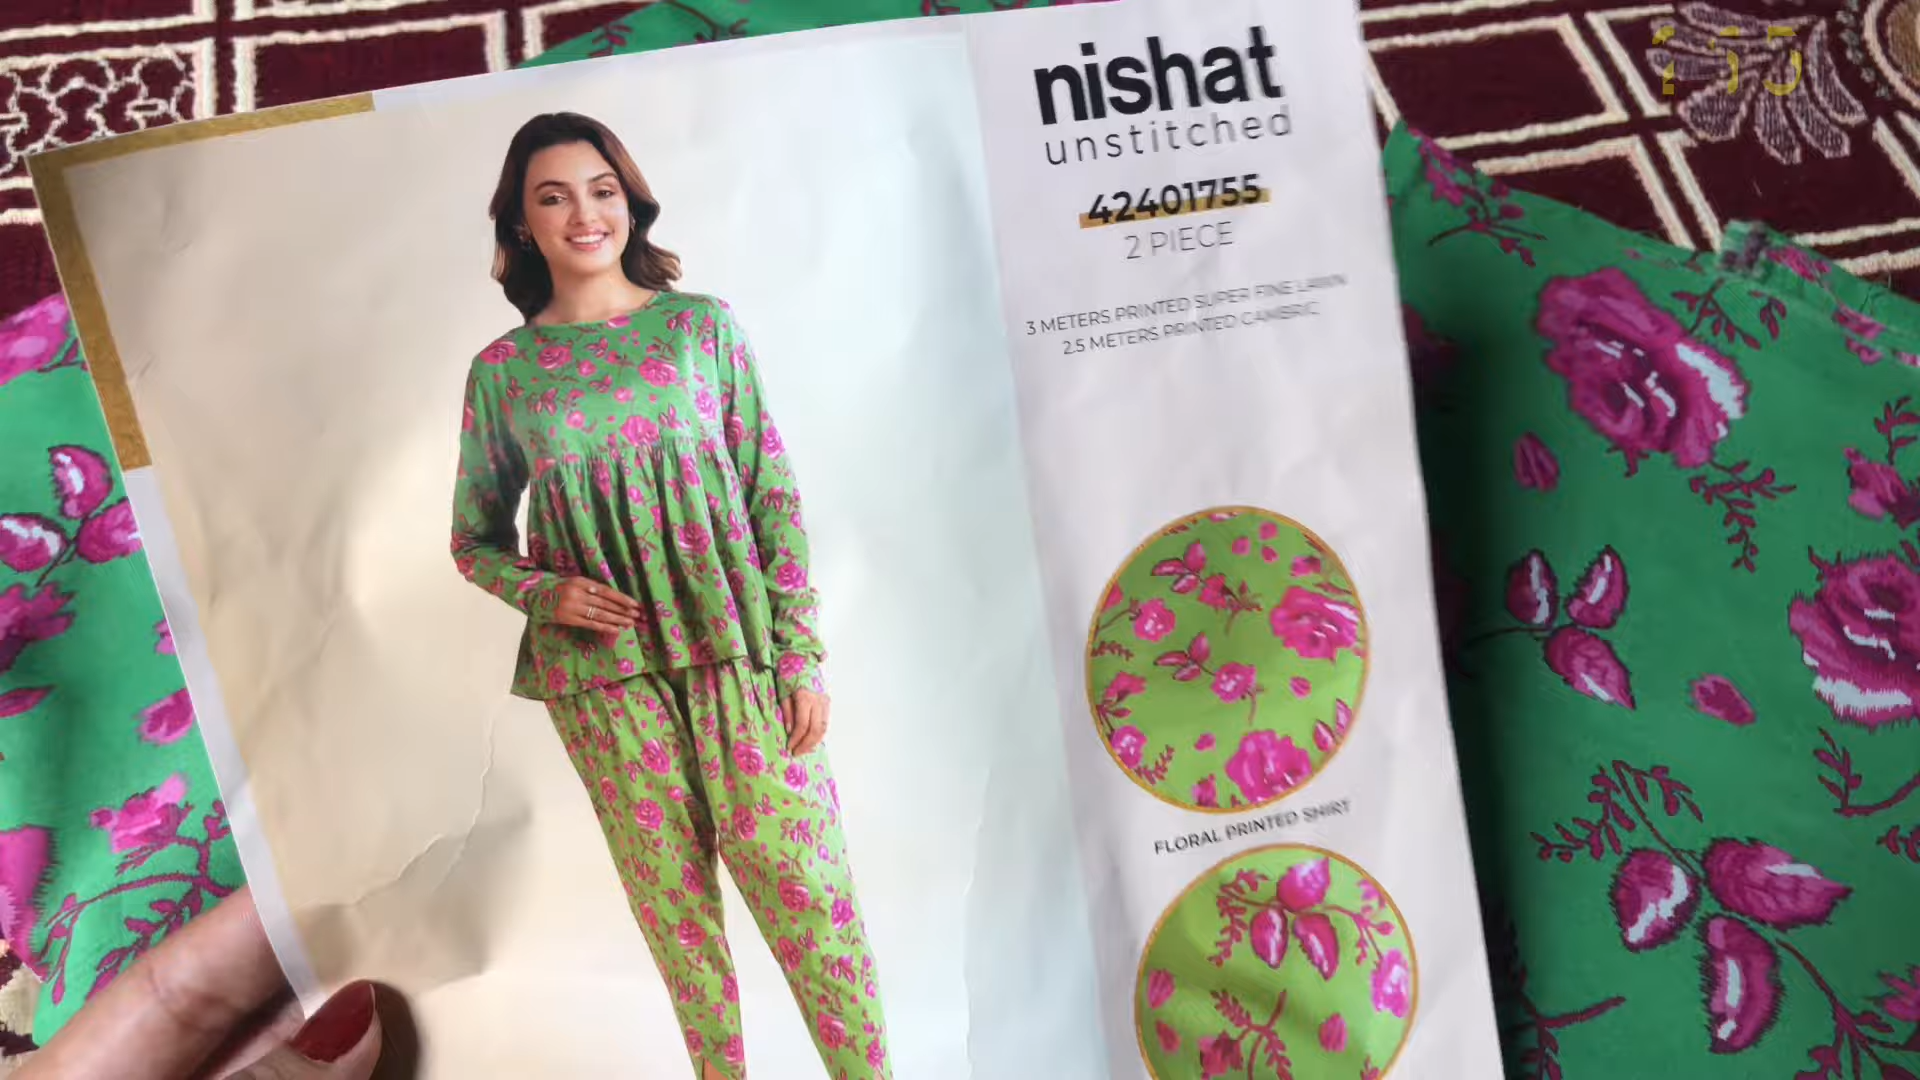 nishat
unstitched
42401755
2 PIECE
3 METERS PRINTED SUPER FINE LAWN
2.5 METERS PRINTED CAMBRIC
FLORAL PRINTED SHIRT